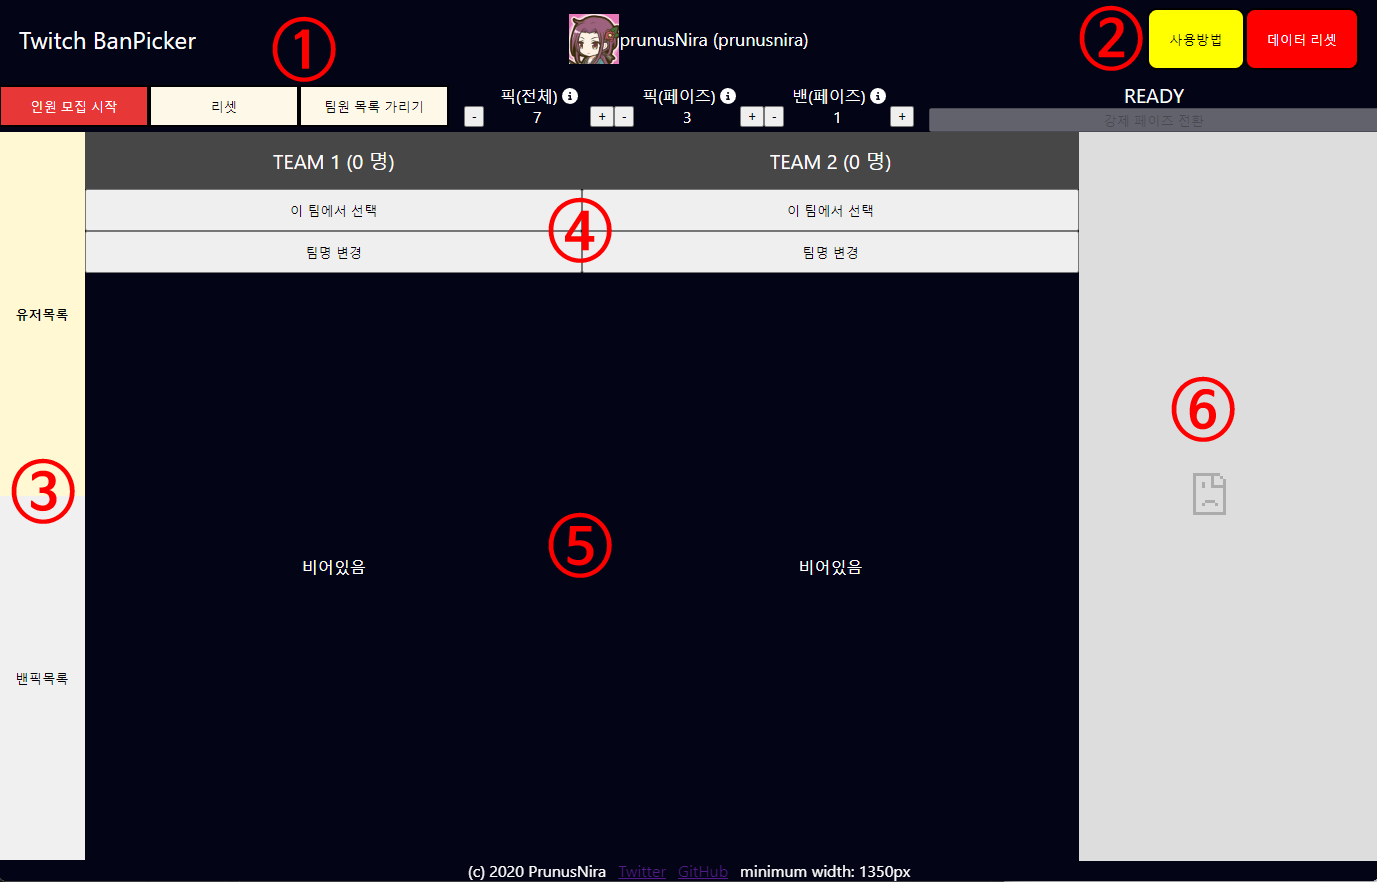 Twitch BanPicker
①
prunusNira (prunusnira)
②
사용방법
데이터 리셋
인원 모집 시작
리셋
팀원 목록 가리기
픽(전체)
- 7 +
픽(페이즈)
- 3 +
밴(페이즈)
- 1 +
READY
강제 페이즈 전환
유저목록
③
밴픽목록
TEAM 1 (0 명)
TEAM 2 (0 명)
이 팀에서 선택
이 팀에서 선택
④
팀명 변경
팀명 변경
⑤
비어있음
비어있음
⑥
(c) 2020 PrunusNira Twitter GitHub minimum width: 1350px